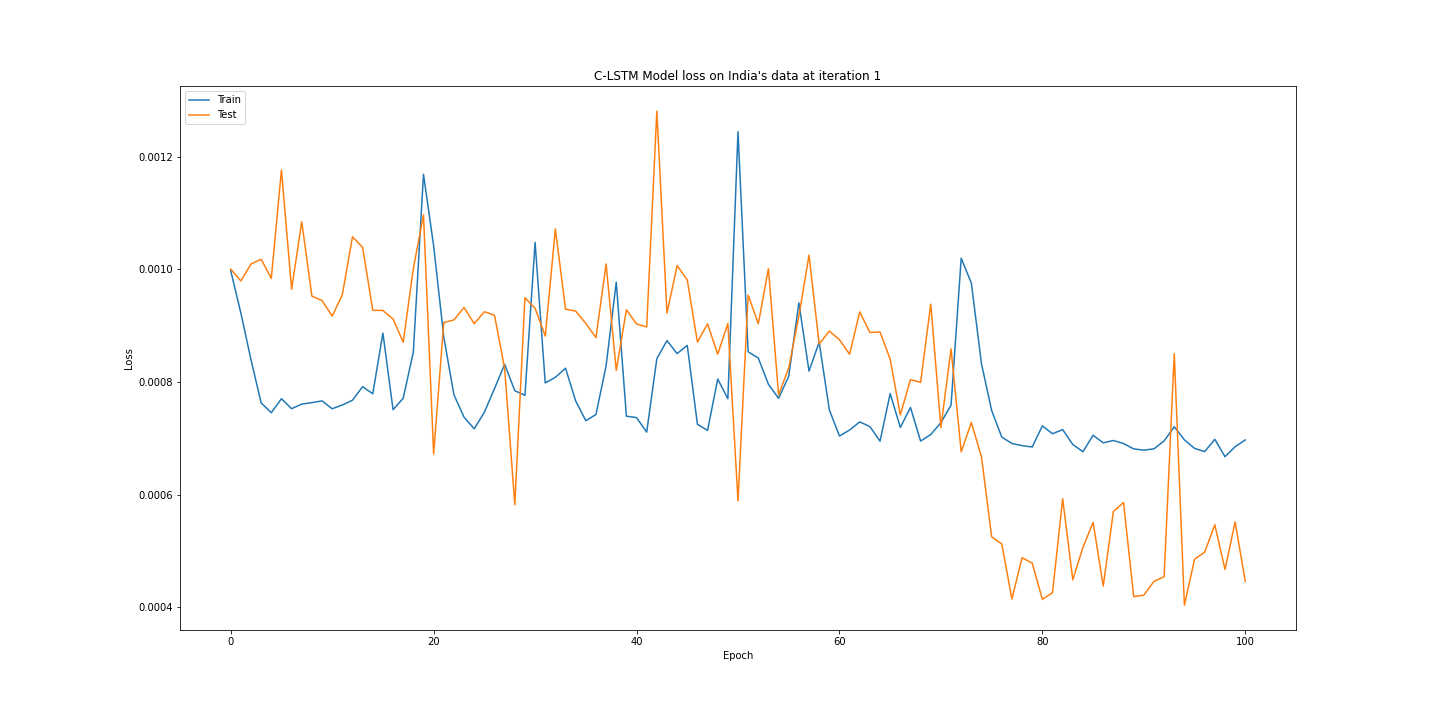 C-LSTM Model loss on India's data at iteration 1
Train
Test
Loss
0.0012
0.0010
0.0008
0.0006
0.0004
0 20 40 60 80 100
Epoch